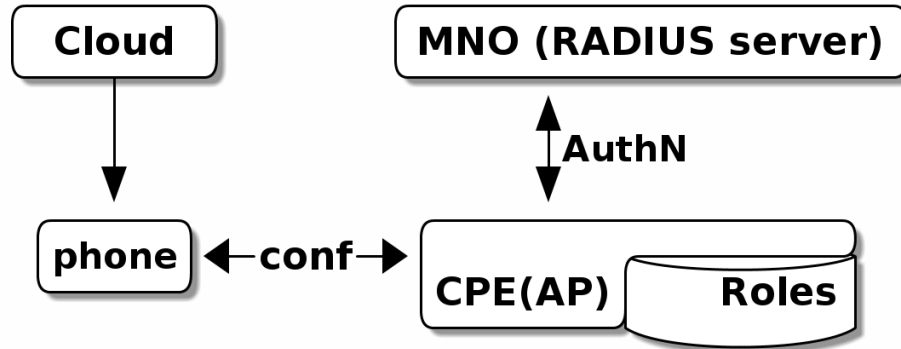 Cloud
MNO (RADIUS server)
AuthN
phone
conf
CPE(AP)
Roles